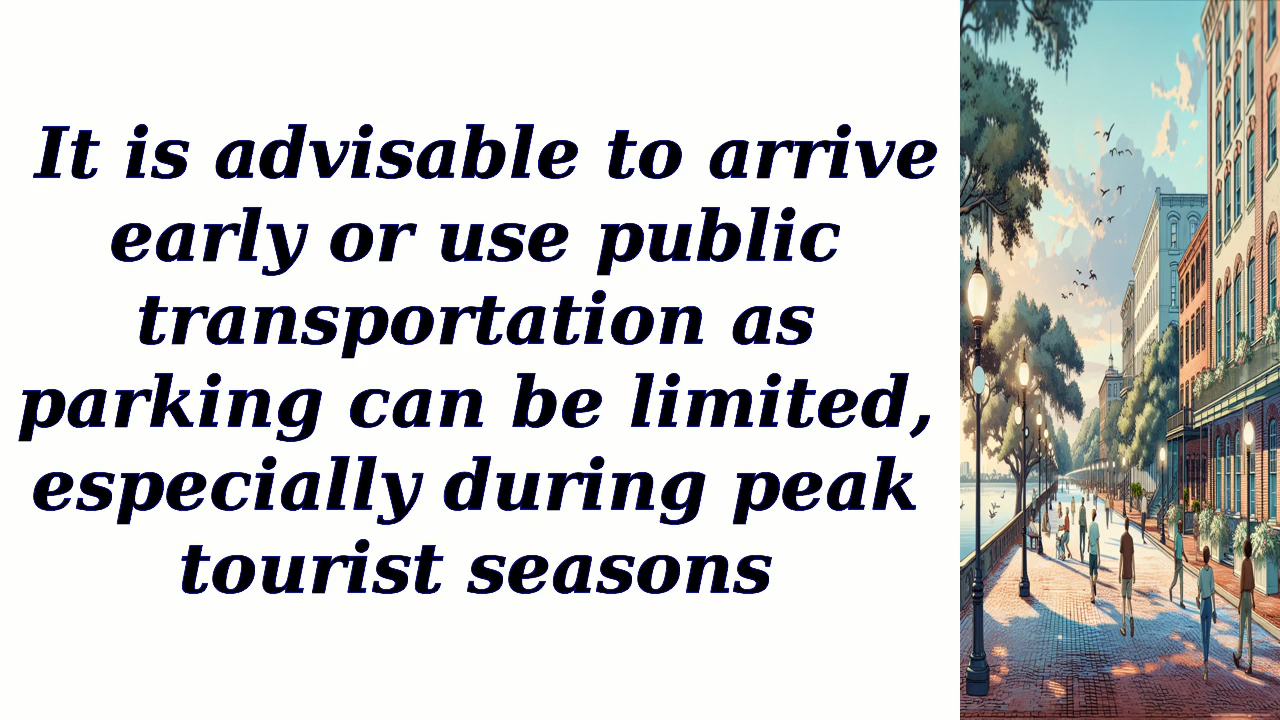 It is advisable to arrive
early or use public
transportation as
parking can be limited,
especially during peak
tourist seasons